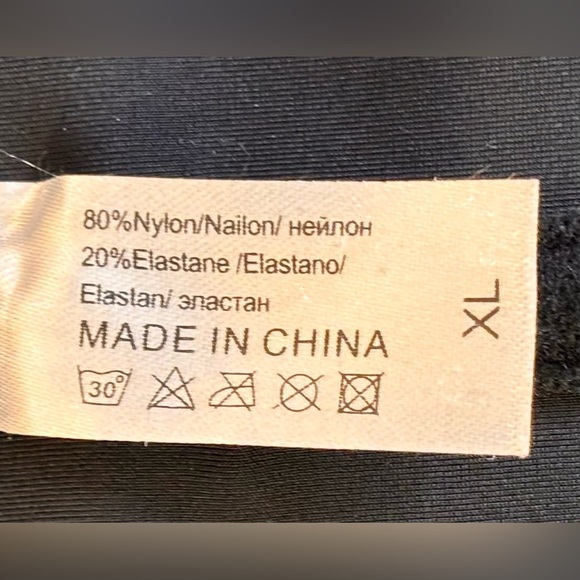 80%Nylon/Nailon/ нейлон
20%Elastane /Elastano/
Elastan/ эластан
MADE IN CHINA
30°
XL